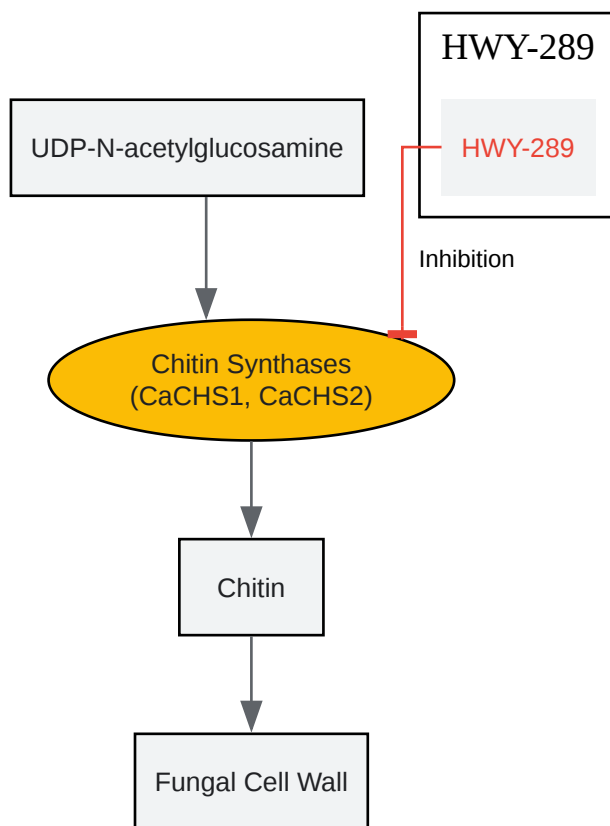 HWY-289
UDP-N-acetylglucosamine
HWY-289
Inhibition
Chitin Synthases
(CaCHS1, CaCHS2)
Chitin
Fungal Cell Wall